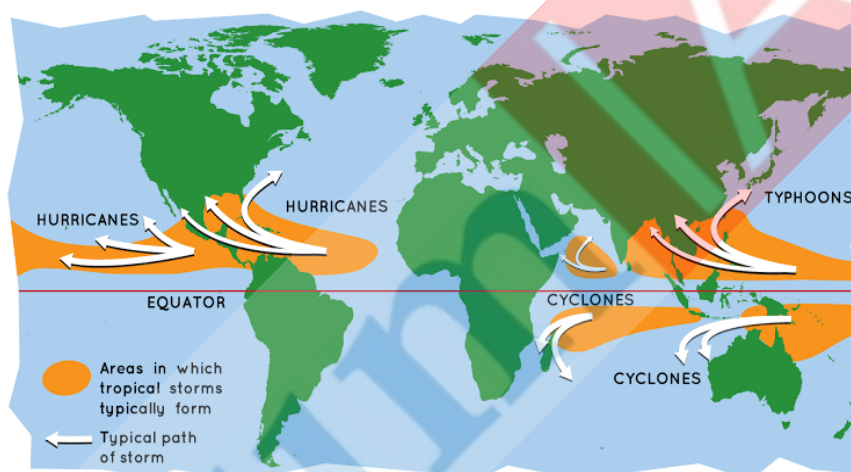 HURRICANES
HURRICANES
TYPHOONS
EQUATOR
CYCLONES
CYCLONES
Areas in which
tropical storms
typically form
Typical path
of storm